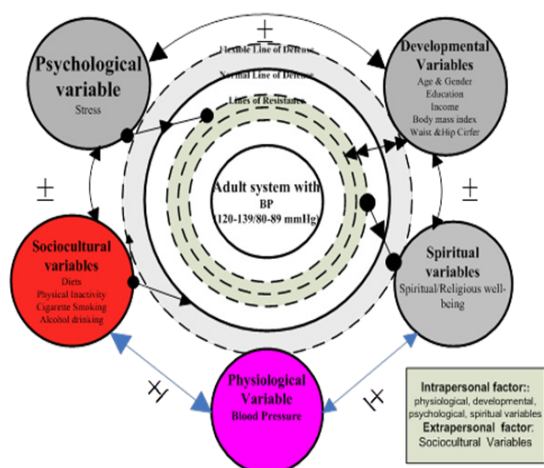 ±
Flexible Line of Defense
Normal Line of Defense
Lines of Resistance
Psychological
variable
Stress
Developmental
Variables
Age & Gender
Education
Income
Body mass index
Waist &Hip Cirfer
±
±
Adult system with
BP
(120-139/80-89 mmHg)
Sociocultural
variables
Diets
Physical Inactivity
Cigarette Smoking
Alcohol drinking
Spiritual
variables
Spiritual/Religious well-
being
±
±
Physiological
Variable
Blood Pressure
Intrapersonal factor::
physiological, developmental,
psychological, spiritual variables
Extrapersonal factor:
Sociocultural Variables